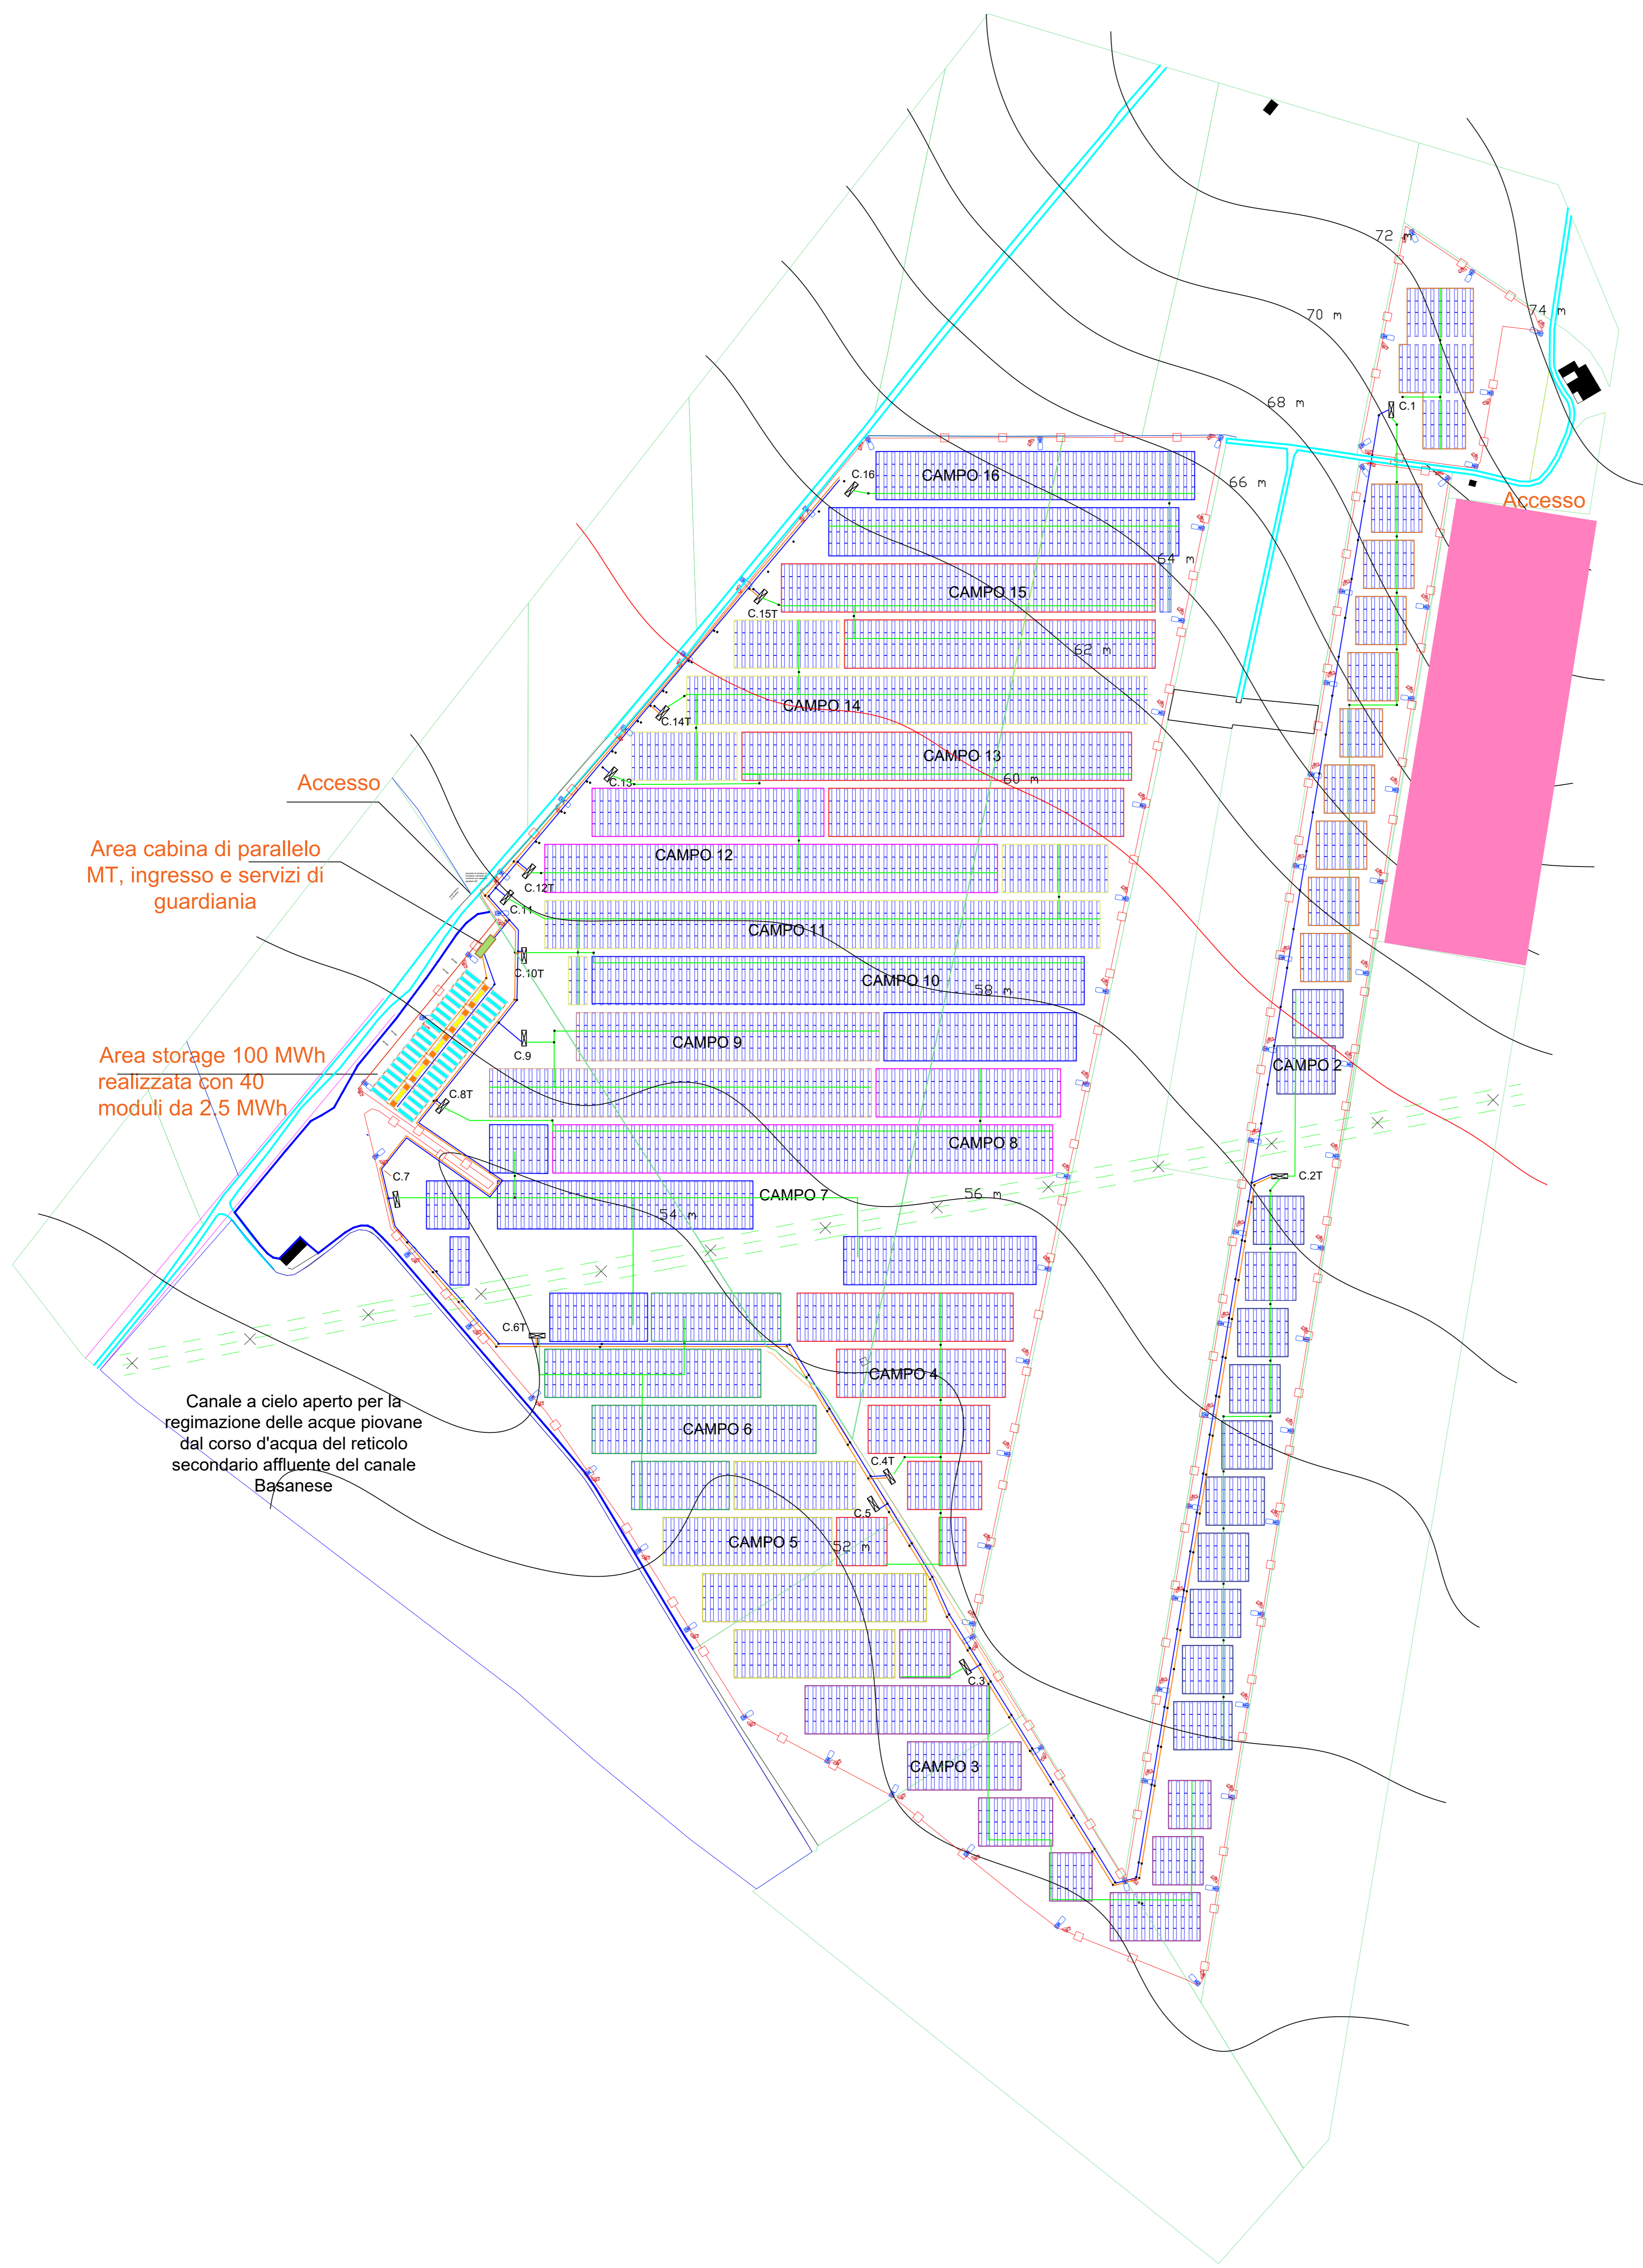 72 m
74 m
70 m
68 m
C.1
C.16
CAMPO 16
66 m
Accesso
64 m
CAMPO 15
C.15T
62 m
CAMPO 14
C.14T
CAMPO 13
60 m
C.13
Accesso
Area cabina di parallelo
MT, ingresso e servizi di
guardiania
CAMPO 12
C.12T
C.11
CAMPO 11
C.10T
CAMPO 10
58 m
CAMPO 9
C.9
Area storage 100 MWh
realizzata con 40
moduli da 2.5 MWh
CAMPO 2
C.8T
CAMPO 8
C.7
C.2T
CAMPO 7
56 m
54 m
C.6T
CAMPO 4
Canale a cielo aperto per la
regimazione delle acque piovane
dal corso d'acqua del reticolo
secondario affluente del canale
Basanese
CAMPO 6
C.4T
C.5
CAMPO 5
52 m
C.3
CAMPO 3